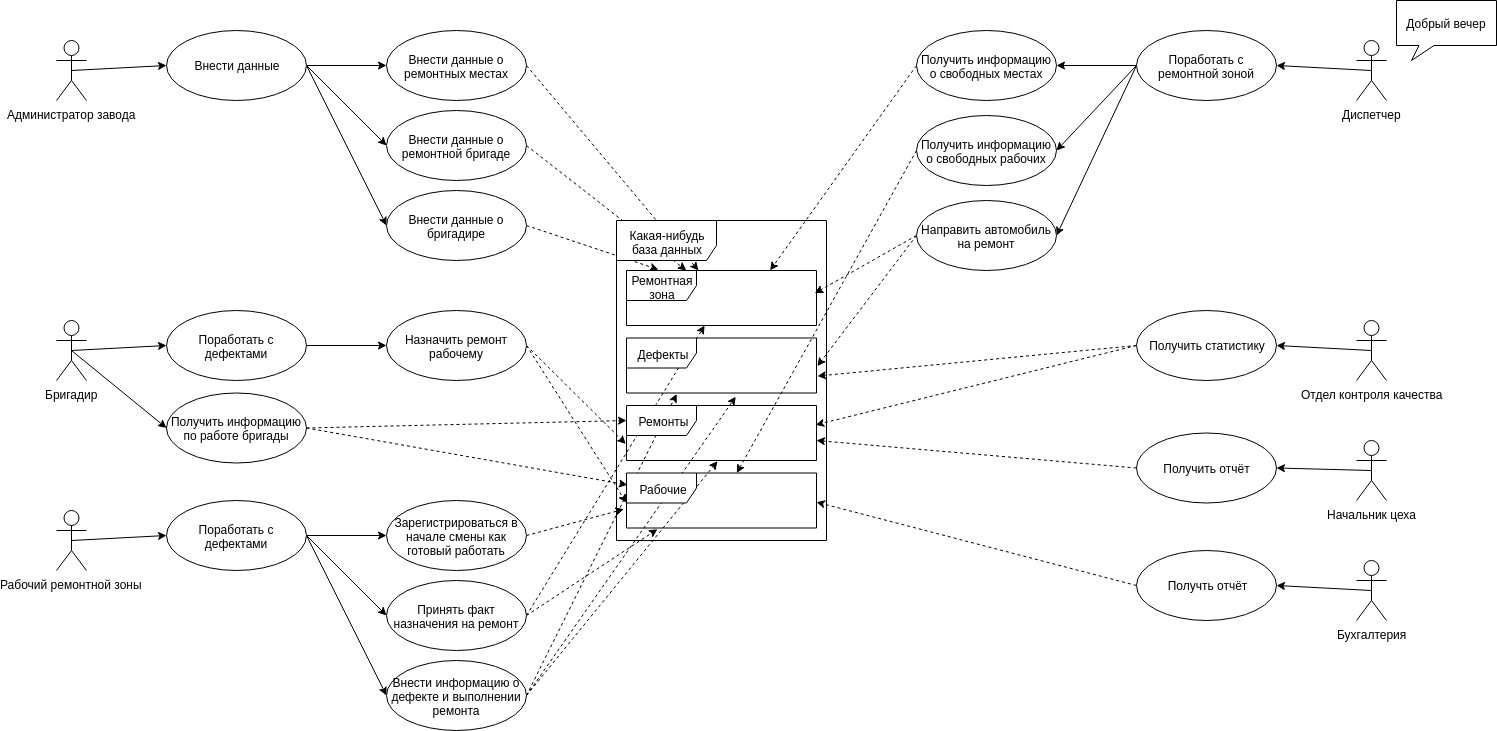 Добрый вечер
Администратор завода
Внести данные
Внести данные о
ремонтных местах
Внести данные о
ремонтной бригаде
Внести данные о
бригадире
Получить информацию
о свободных местах
Получить информацию
о свободных рабочих
Направить автомобиль
на ремонт
Поработать с
ремонтной зоной
Диспетчер
Какая-нибудь
база данных
Ремонтная
зона
Дефекты
Ремонты
Рабочие
Бригадир
Поработать с
дефектами
Назначить ремонт
рабочему
Получить информацию
по работе бригады
Рабочий ремонтной зоны
Поработать с
дефектами
Зарегистрироваться в
начале смены как
готовый работать
Принять факт
назначения на ремонт
Внести информацию о
дефекте и выполнении
ремонта
Получить статистику
Отдел контроля качества
Получить отчёт
Начальник цеха
Получть отчёт
Бухгалтерия